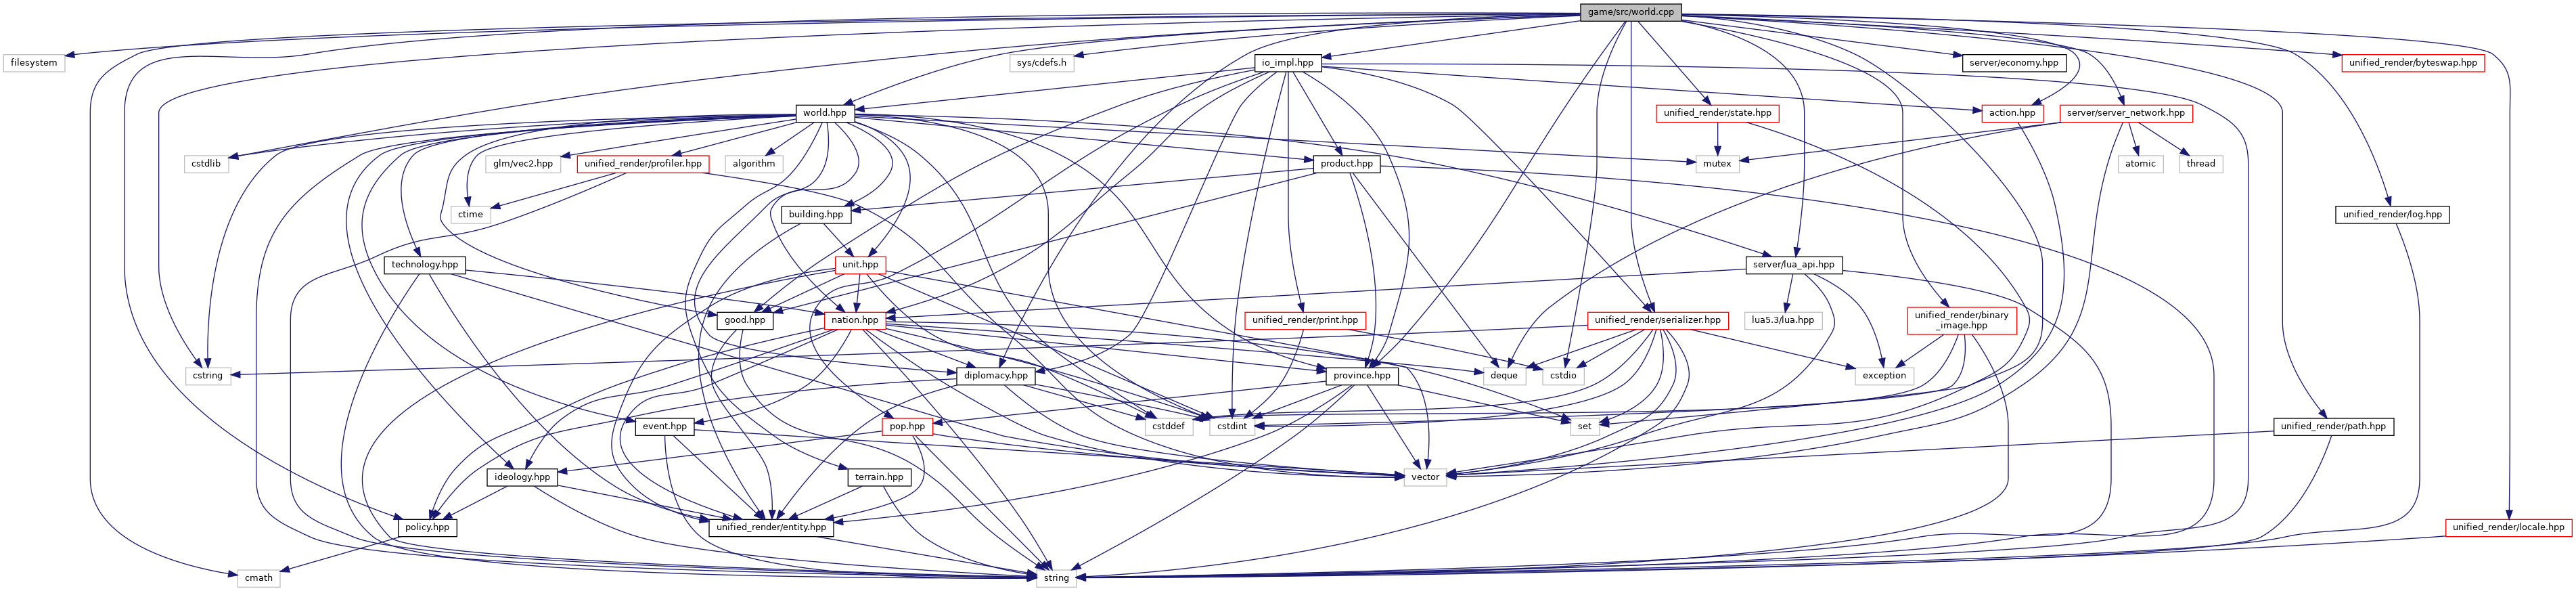 game/src/world.cpp
filesystem
sys/cdefs.h
io_impl.hpp
server/economy.hpp
unified_render/byteswap.hpp
world.hpp
unified_render/state.hpp
action.hpp
server/server_network.hpp
cstdlib
glm/vec2.hpp
unified_render/profiler.hpp
algorithm
product.hpp
mutex
atomic
thread
ctime
building.hpp
unified_render/log.hpp
technology.hpp
unit.hpp
server/lua_api.hpp
good.hpp
nation.hpp
unified_render/print.hpp
unified_render/serializer.hpp
lua5.3/lua.hpp
unified_render/binary
_image.hpp
cstring
diplomacy.hpp
province.hpp
deque
cstdio
exception
event.hpp
pop.hpp
cstddef
cstdint
set
unified_render/path.hpp
ideology.hpp
terrain.hpp
vector
policy.hpp
unified_render/entity.hpp
unified_render/locale.hpp
cmath
string